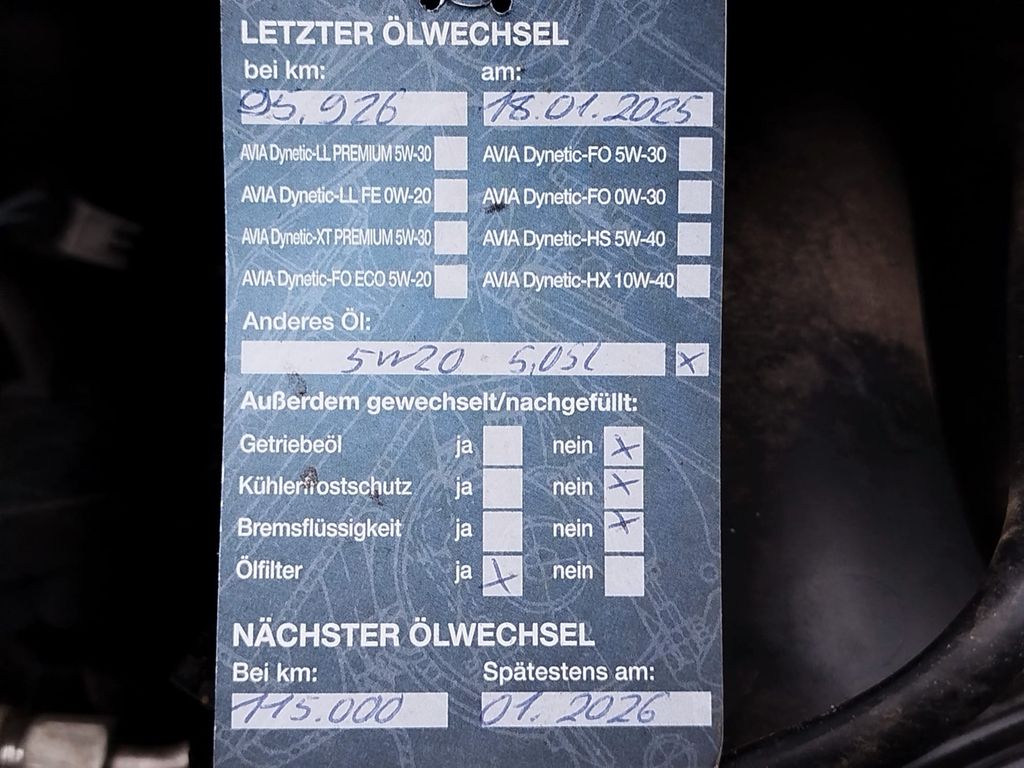 LETZTER ÖLWECHSEL
bei km: am:
95.926 18.01.2025
AVIA Dynetic-LL PREMIUM 5W-30 AVIA Dynetic-FO 5W-30
AVIA Dynetic-LL FE 0W-20 AVIA Dynetic-FO 0W-30
AVIA Dynetic-XT PREMIUM 5W-30 AVIA Dynetic-HS 5W-40
AVIA Dynetic-FO ECO 5W-20 AVIA Dynetic-HX 10W-40
Anderes Öl:
5W20 5,05l x
Außerdem gewechselt/nachgefüllt:
Getriebeöl ja nein x
Kühlerfrostschutz ja nein x
Bremsflüssigkeit ja nein x
Ölfilter ja x nein
NÄCHSTER ÖLWECHSEL
Bei km: Spätestens am:
115.000 01.2026